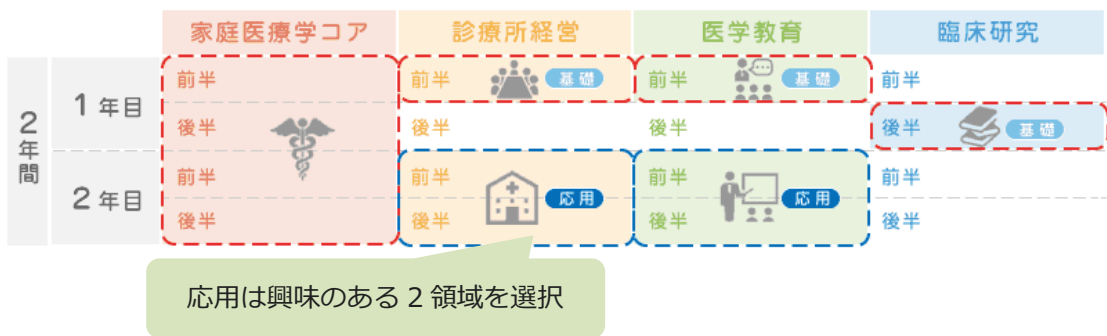 家庭医療学コア 診療所経営 医学教育 臨床研究
2年間
1年目
前半 前半 基礎 前半 基礎 前半
後半 後半 後半 後半 基礎
2年目
前半 前半 応用 前半 応用 前半
後半 後半 後半 後半
応用は興味のある2領域を選択